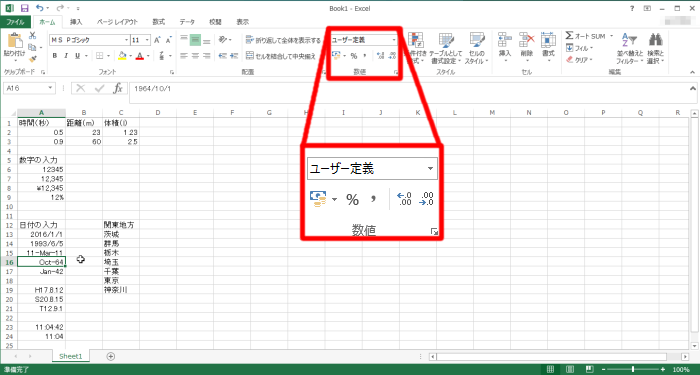 Book1 - Excel
ファイル ホーム 挿入 ページ レイアウト 数式 データ 校閲 表示
貼り付け
ＭＳ Ｐゴシック 11
折り返して全体を表示する
セルを結合して中央揃え
ユーザー定義
% , .00
条件付き書式 テーブルとして書式設定 セルのスタイル
挿入 削除 書式
オート SUM
フィル
クリア
並べ替えとフィルター 検索と選択
クリップボード フォント 配置 数値 スタイル セル 編集
A16 fx 1964/10/1
A B C D E F G H I J K L M N O P Q R
1 時間(秒) 距離(m) 体積(l)
2 0.5 23 1.23
3 0.9 60 2.5
4
5 数字の入力
6 12345
7 12,345
8 ¥12,345
9 12%
10
11
12 日付の入力 関東地方
13 2016/1/1 茨城
14 1993/6/5 群馬
15 11-Mar-11 栃木
16 Oct-64 埼玉
17 Jan-42 千葉
18 東京
19 H17.8.12 神奈川
20 S20.8.15
21 T12.9.1
22
23 11:04:42
24 11:04
25
ユーザー定義
% , ←.0 .00 .00 →.0
数値
Sheet1
準備完了 100%